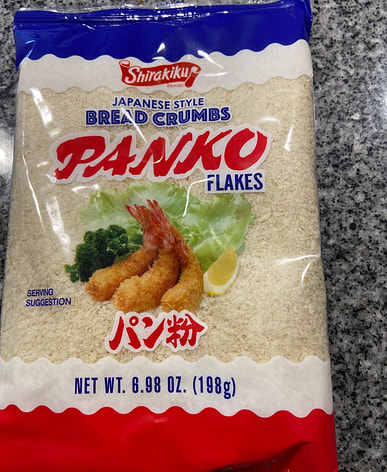 Shirakiku
BRAND
JAPANESE STYLE
BREAD CRUMBS
PANKO
FLAKES
SERVING
SUGGESTION
パン粉
NET WT. 6.98 OZ. (198g)